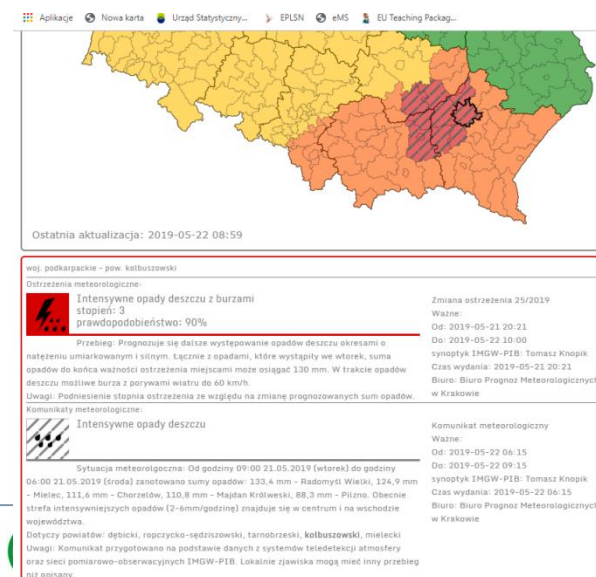 Aplikacje Nowa karta Urząd Statystyczny... EPLSN eMS EU Teaching Packag...
Ostatnia aktualizacja: 2019-05-22 08:59
woj. podkarpackie - pow. kolbuszowski
Ostrzeżenia meteorologiczne:
Intensywne opady deszczu z burzami
stopień: 3
prawdopodobieństwo: 90%
Przebieg: Prognozuje się dalsze występowanie opadów deszczu okresami o
natężeniu umiarkowanym i silnym. Łącznie z opadami, które wystąpiły we wtorek, suma
opadów do końca ważności ostrzeżenia miejscami może osiągać 130 mm. W trakcie opadów
deszczu możliwe burza z porywami wiatru do 60 km/h.
Uwagi: Podniesienie stopnia ostrzeżenia ze względu na zmianę prognozowanych sum opadów.
Zmiana ostrzeżenia 25/2019
Ważne:
Od: 2019-05-21 20:21
Do: 2019-05-22 10:00
synoptyk IMGW-PIB: Tomasz Knopik
Czas wydania: 2019-05-21 20:21
Biuro: Biuro Prognoz Meteorologicznych
w Krakowie
Komunikaty meteorologiczne:
Intensywne opady deszczu
Sytuacja meteorolgoczna: Od godziny 09:00 21.05.2019 (wtorek) do godziny
06:00 21.05.2019 (środa) zanotowano sumy opadów: 133,4 mm - Radomyśl Wielki, 124,9 mm
- Mielec, 111,6 mm - Chorzelów, 110,8 mm - Majdan Królweski, 88,3 mm - Pilzno. Obecnie
strefa intensywniejszych opadów (2-6mm/godzinę) znajduje się w centrum i na wschodzie
województwa.
Dotyczy powiatów: dębicki, ropczycko-sędziszowski, tarnobrzeski, kolbuszowski, mielecki
Uwagi: Komunikat przygotowano na podstawie danych z systemów teledetekcji atmosfery
oraz sieci pomiarowo-obserwacyjnych IMGW-PIB. Lokalnie zjawiska mogą mieć inny przebieg
niż opisany.
Komunikat meteorologiczny
Ważne:
Od: 2019-05-22 06:15
Do: 2019-05-22 09:15
synoptyk IMGW-PIB: Tomasz Knopik
Czas wydania: 2019-05-22 06:15
Biuro: Biuro Prognoz Meteorologicznych
w Krakowie